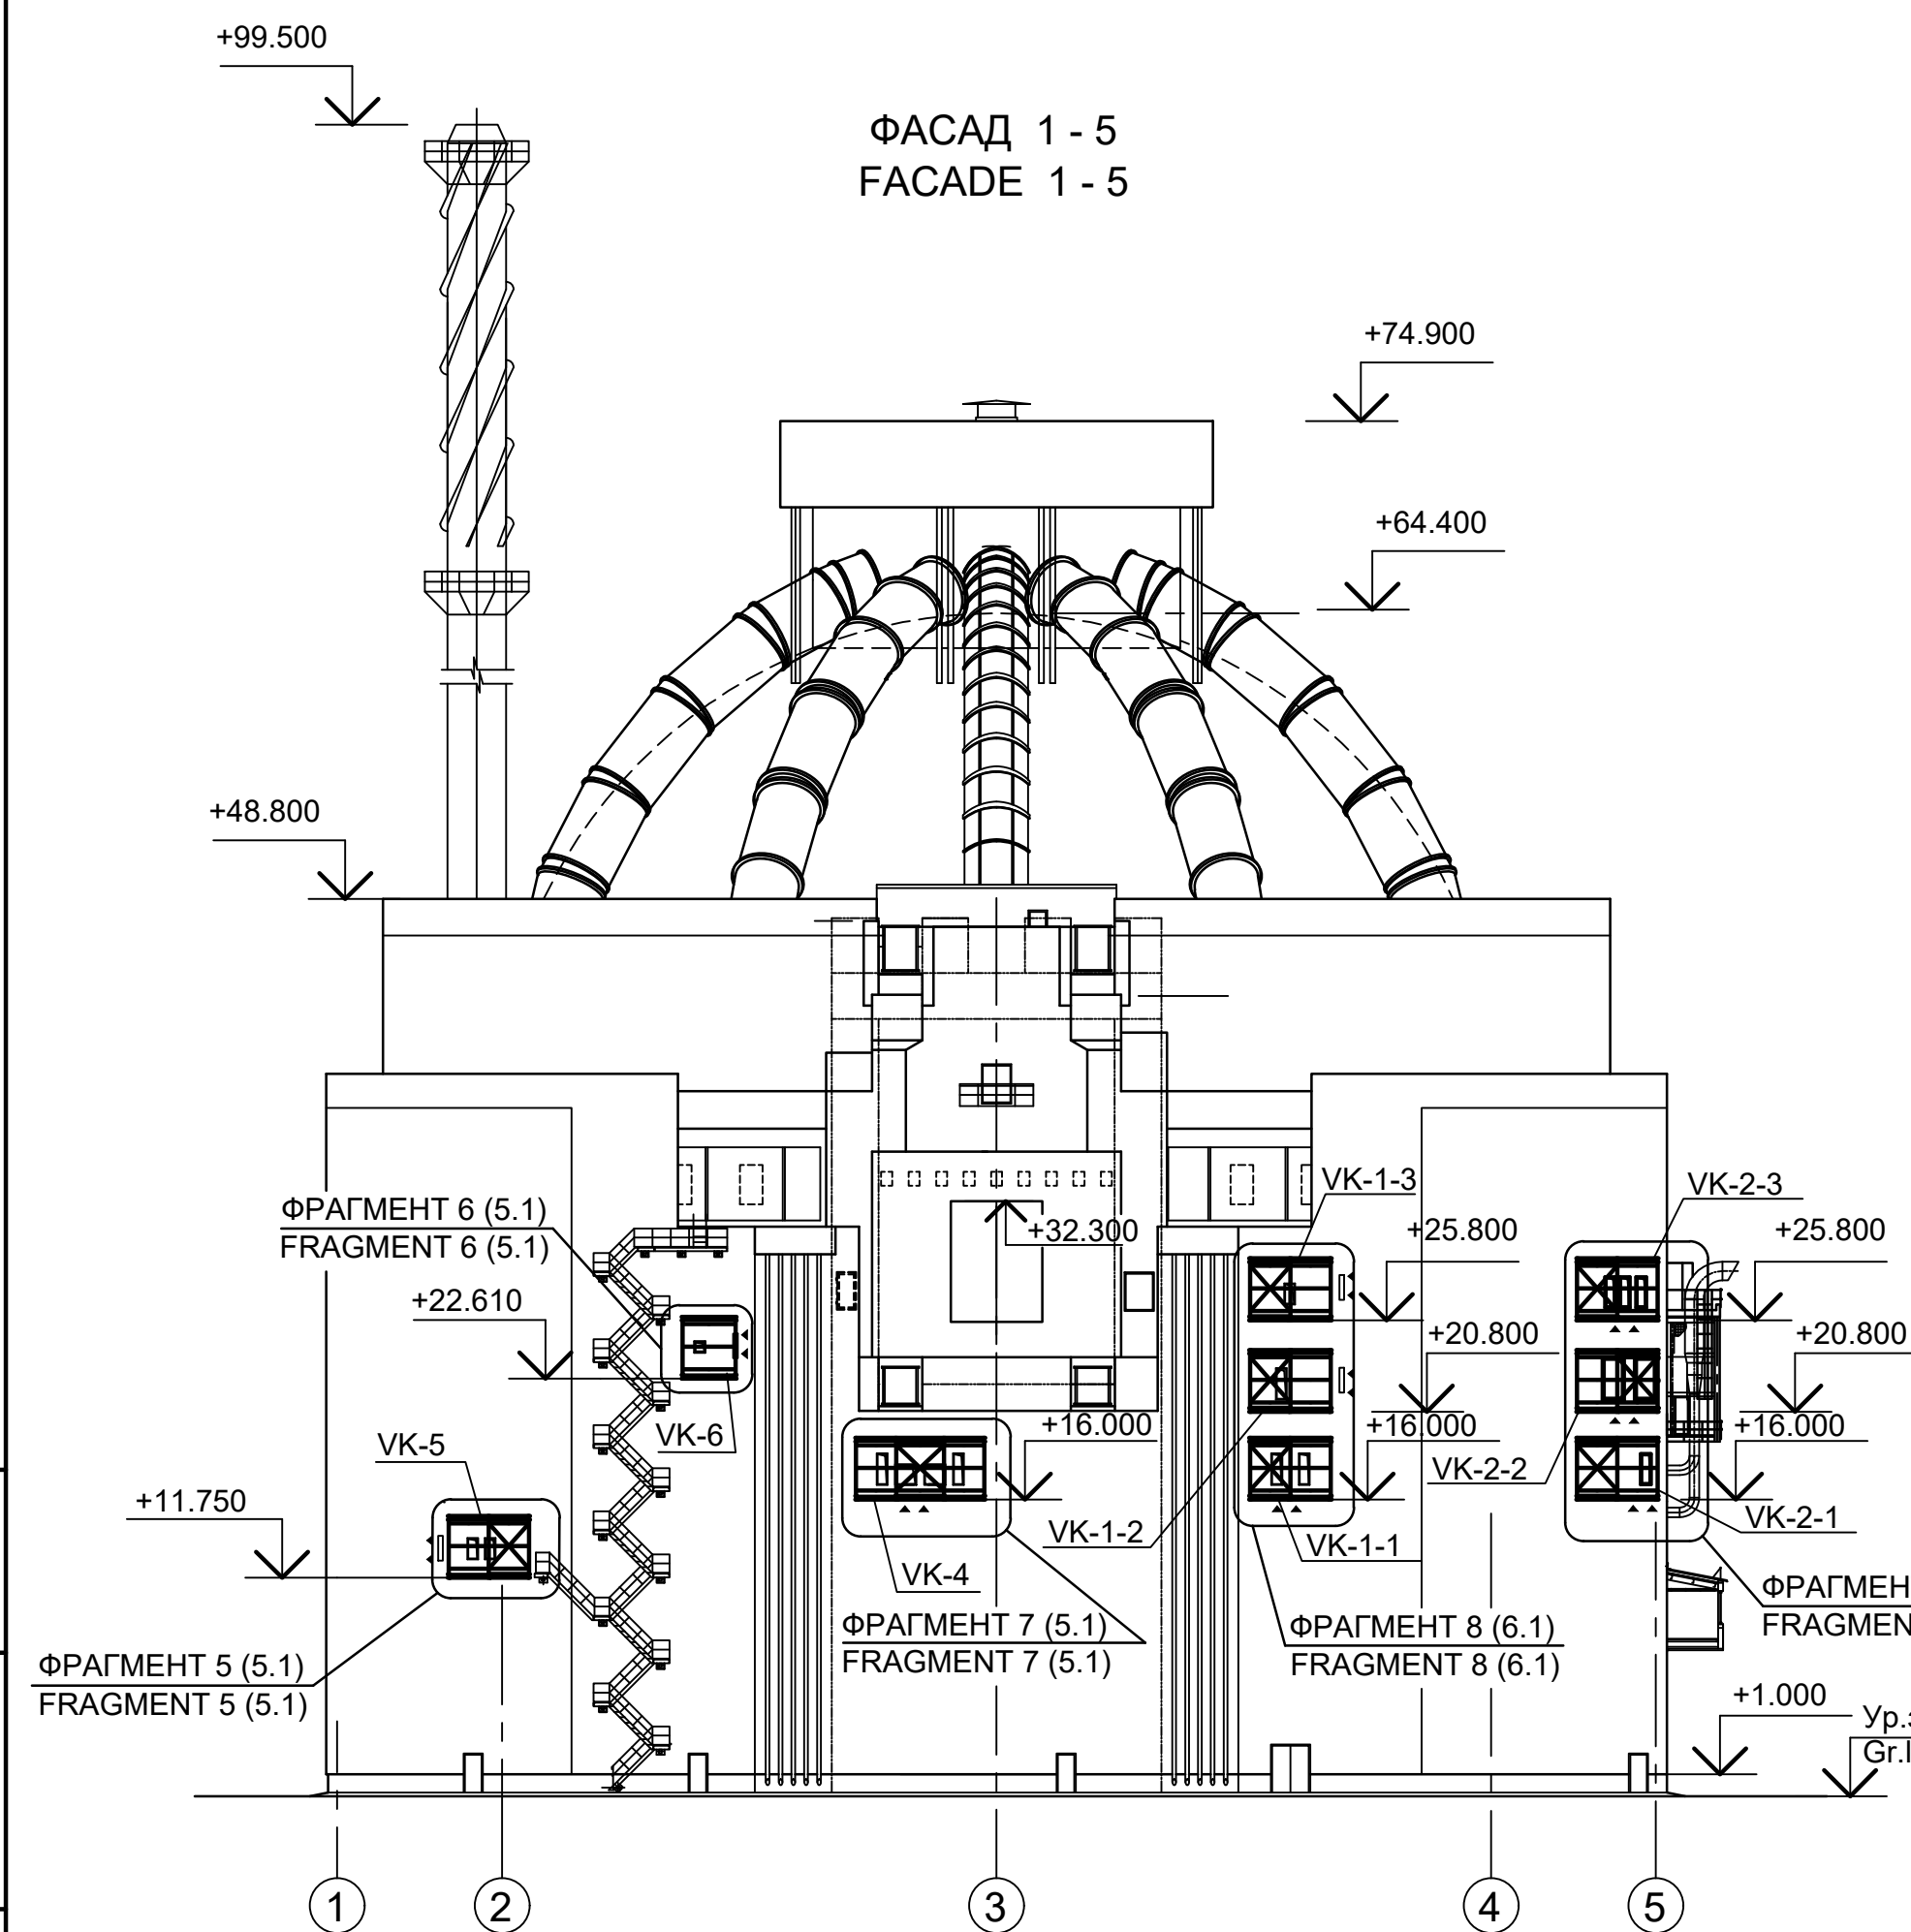 +99.500
ФАСАД 1 - 5
FACADE 1 - 5
+74.900
+64.400
+48.800
VK-1-3
VK-2-3
ФРАГМЕНТ 6 (5.1)
FRAGMENT 6 (5.1)
+32.300
+25.800
+25.800
+22.610
+20.800
+20.800
VK-6
+16.000
+16.000
+16.000
VK-5
VK-2-2
+11.750
VK-1-2
VK-1-1
VK-2-1
VK-4
ФРАГМЕН
FRAGMEN
ФРАГМЕНТ 7 (5.1)
FRAGMENT 7 (5.1)
ФРАГМЕНТ 8 (6.1)
FRAGMENT 8 (6.1)
ФРАГМЕНТ 5 (5.1)
FRAGMENT 5 (5.1)
+1.000
Ур.
Gr.
1
2
3
4
5